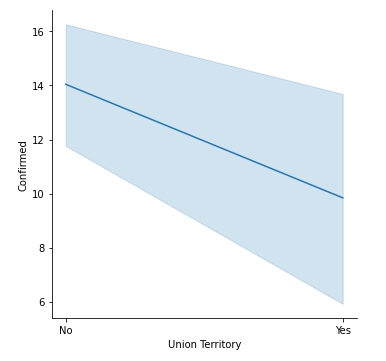 16
14
12
10
8
6
Confirmed
No
Yes
Union Territory